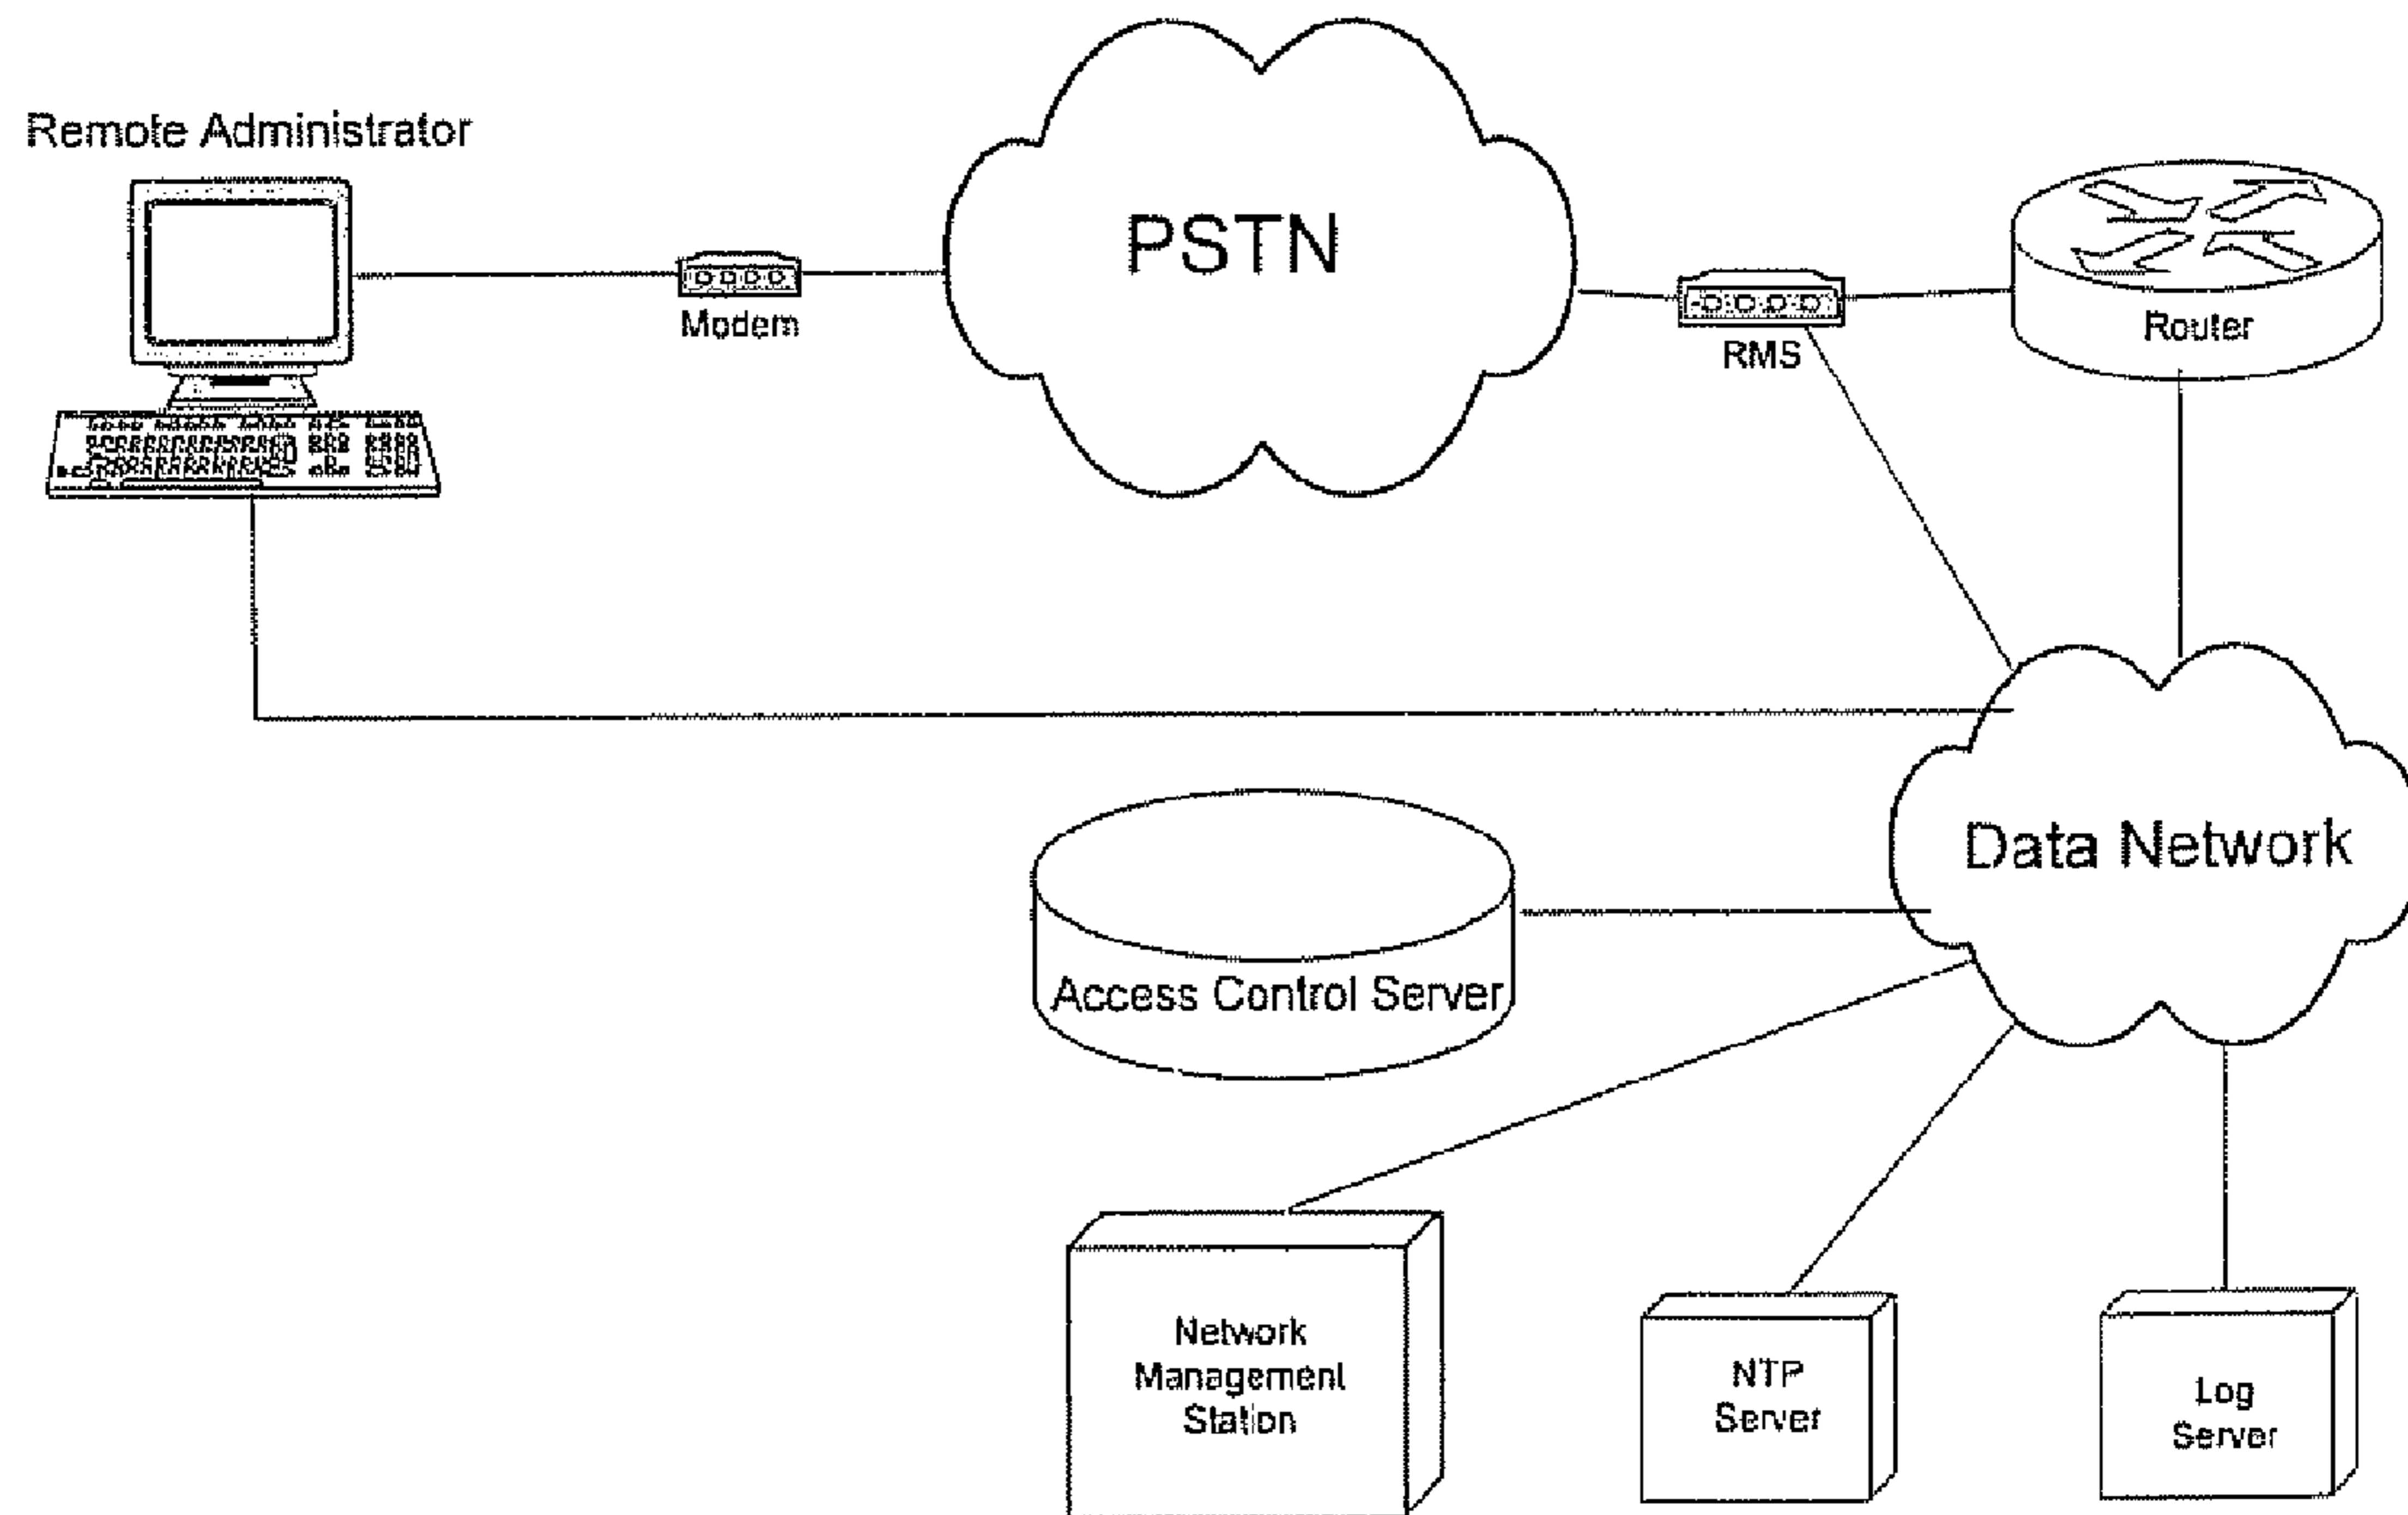 Remote Administrator
PSTN
Modem
RMS
Router
Data Network
Access Control Server
Network
Management
Station
NTP
Server
Log
Server